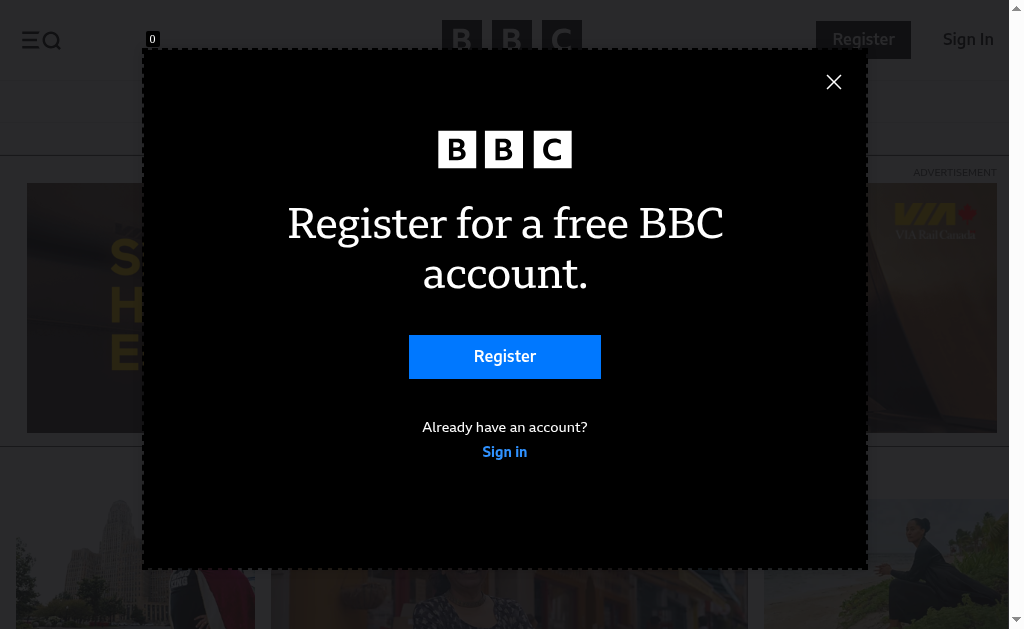 0
BBC
Register
Sign In
BBC
Register for a free BBC
account.
Register
Already have an account?
Sign in
ADVERTISEMENT
VIA
VIA Rail Canada
S
H
E